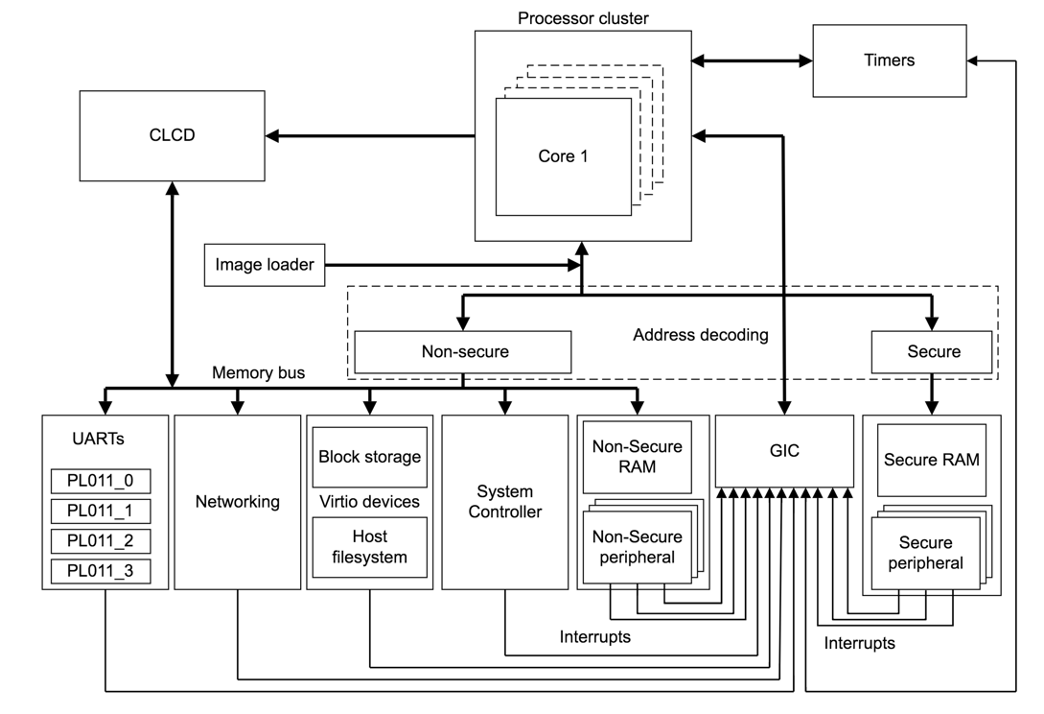 Processor cluster
Timers
CLCD
Core 1
Image loader
Address decoding
Non-secure
Secure
Memory bus
UARTs
PL011_0
PL011_1
PL011_2
PL011_3
Networking
Block storage
Virtio devices
Host
filesystem
System
Controller
Non-Secure
RAM
Non-Secure
peripheral
GIC
Secure RAM
Secure
peripheral
Interrupts
Interrupts